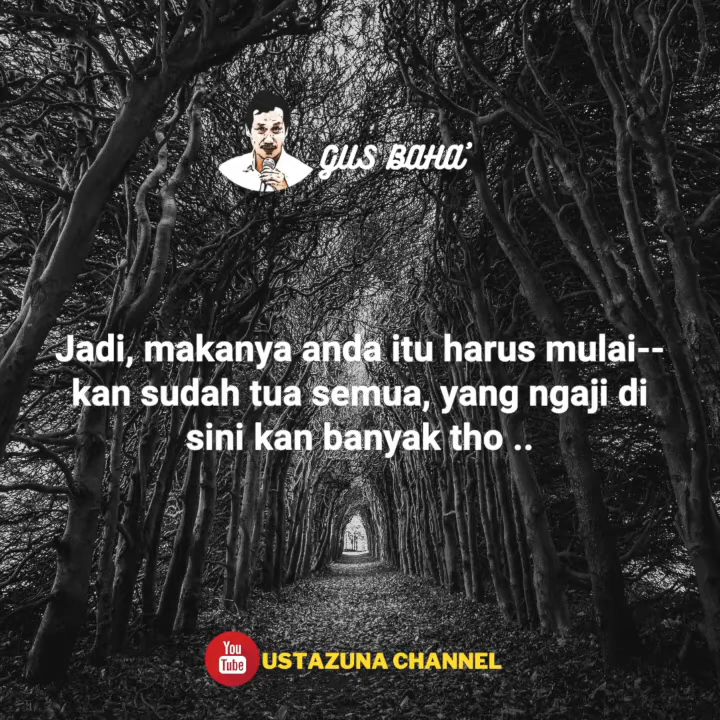 GUS BAHA'
Jadi, makanya anda itu harus mulai--
kan sudah tua semua, yang ngaji di
sini kan banyak tho ..
You
Tube
USTAZUNA CHANNEL